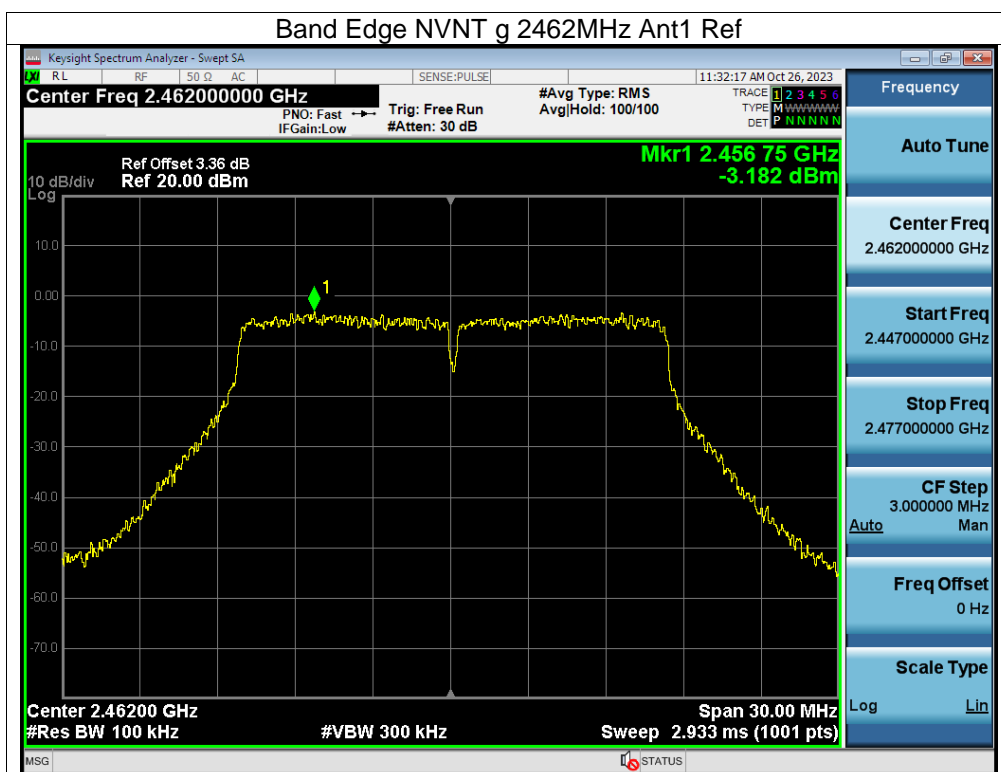 Band Edge NVNT g 2462MHz Ant1 Ref
Keysight Spectrum Analyzer - Swept SA
LXI RL RF 50 Ω AC SENSE:PULSE 11:32:17 AM Oct 26, 2023
Center Freq 2.462000000 GHz #Avg Type: RMS TRACE 1 2 3 4 5 6
PNO: Fast Trig: Free Run Avg|Hold: 100/100 TYPE M WWWWW
IFGain:Low #Atten: 30 dB DET P N N N N N
Mkr1 2.456 75 GHz
Ref Offset 3.36 dB
10 dB/div Ref 20.00 dBm -3.182 dBm
Log
1
10.0
0.00
-10.0
-20.0
-30.0
-40.0
-50.0
-60.0
-70.0
Center 2.46200 GHz Span 30.00 MHz
#Res BW 100 kHz #VBW 300 kHz Sweep 2.933 ms (1001 pts)
MSG STATUS
Frequency
Auto Tune
Center Freq
2.462000000 GHz
Start Freq
2.447000000 GHz
Stop Freq
2.477000000 GHz
CF Step
3.000000 MHz
Auto Man
Freq Offset
0 Hz
Scale Type
Log Lin